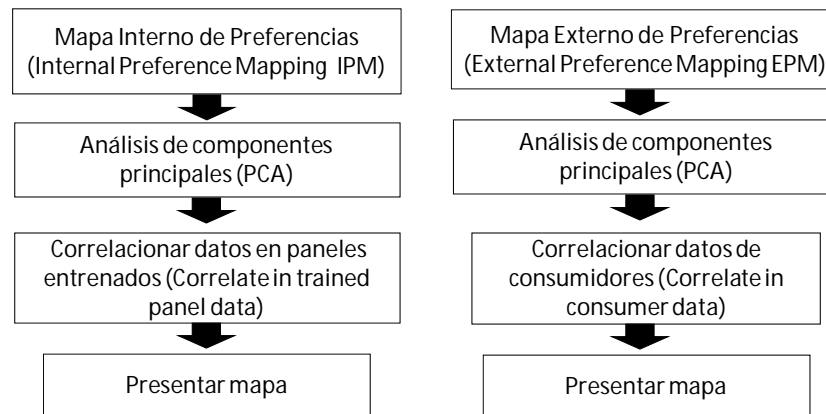 Mapa Interno de Preferencias
(Internal Preference Mapping IPM)
Análisis de componentes
principales (PCA)
Correlacionar datos en paneles
entrenados (Correlate in trained
panel data)
Presentar mapa
Mapa Externo de Preferencias
(External Preference Mapping EPM)
Análisis de componentes
principales (PCA)
Correlacionar datos de
consumidores (Correlate in
consumer data)
Presentar mapa